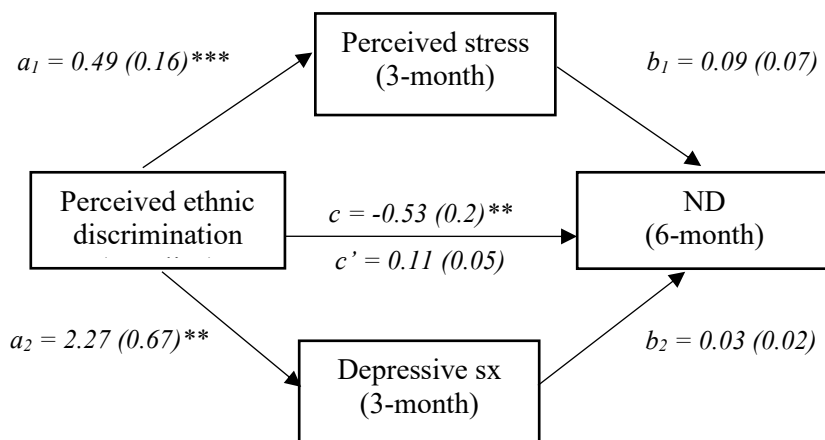 Perceived stress
(3-month)
a₁ = 0.49 (0.16)***
b₁ = 0.09 (0.07)
Perceived ethnic
discrimination
c = -0.53 (0.2)**
c’ = 0.11 (0.05)
ND
(6-month)
a₂ = 2.27 (0.67)**
b₂ = 0.03 (0.02)
Depressive sx
(3-month)